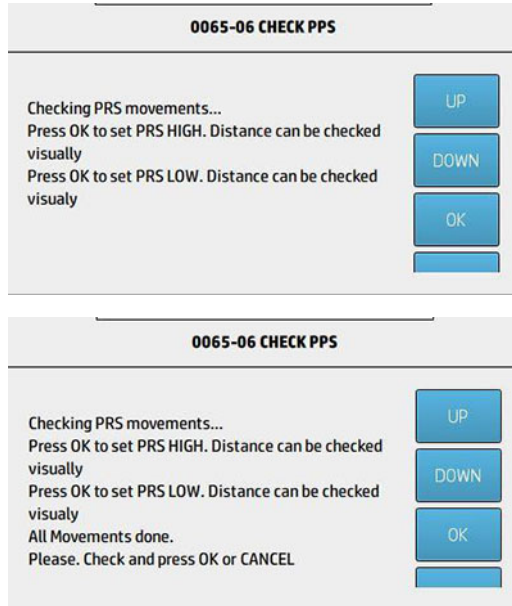 0065-06 CHECK PPS
Checking PRS movements...
Press OK to set PRS HIGH. Distance can be checked
visually
Press OK to set PRS LOW. Distance can be checked
visualy
UP
DOWN
OK
0065-06 CHECK PPS
Checking PRS movements...
Press OK to set PRS HIGH. Distance can be checked
visually
Press OK to set PRS LOW. Distance can be checked
visualy
All Movements done.
Please. Check and press OK or CANCEL
UP
DOWN
OK